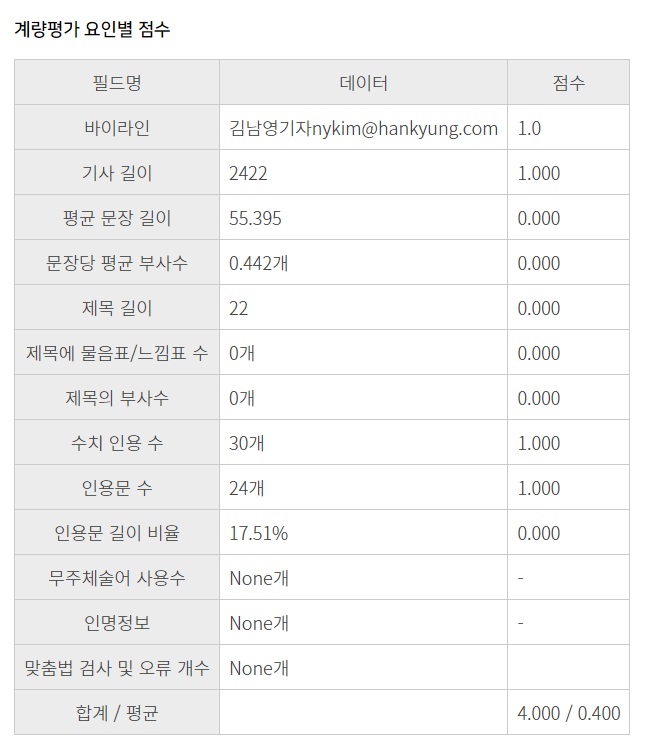 계량평가 요인별 점수
필드명 데이터 점수
바이라인 김남영기자nykim@hankyung.com 1.0
기사 길이 2422 1.000
평균 문장 길이 55.395 0.000
문장당 평균 부사수 0.442개 0.000
제목 길이 22 0.000
제목에 물음표/느낌표 수 0개 0.000
제목의 부사수 0개 0.000
수치 인용 수 30개 1.000
인용문 수 24개 1.000
인용문 길이 비율 17.51% 0.000
무주체술어 사용수 None개 -
인명정보 None개 -
맞춤법 검사 및 오류 개수 None개
합계 / 평균 4.000 / 0.400